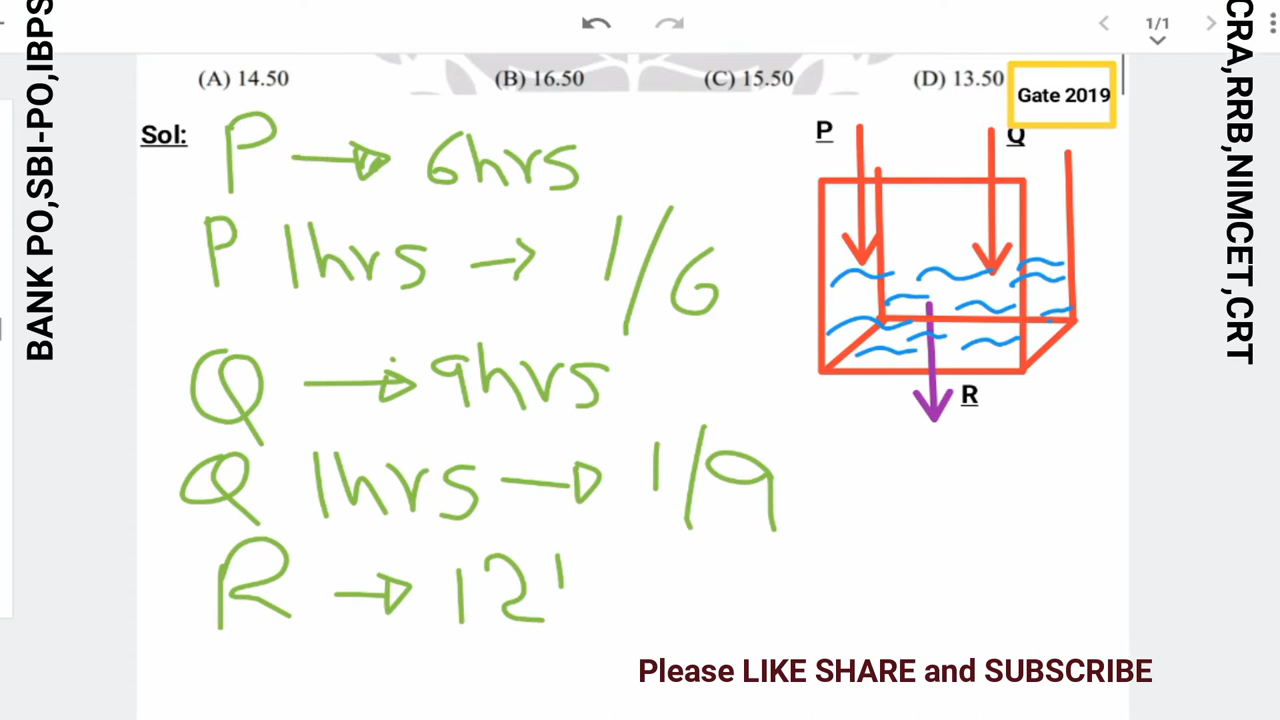 BANK PO,SBI-PO,IBPS
CRA,RRB,NIMCET,CRT
1/1
(A) 14.50 (B) 16.50 (C) 15.50 (D) 13.50
Gate 2019
Sol:
P → 6hrs
P 1hrs → 1/6
Q → 9hrs
Q 1hrs → 1/9
R → 12
P
Q
R
Please LIKE SHARE and SUBSCRIBE